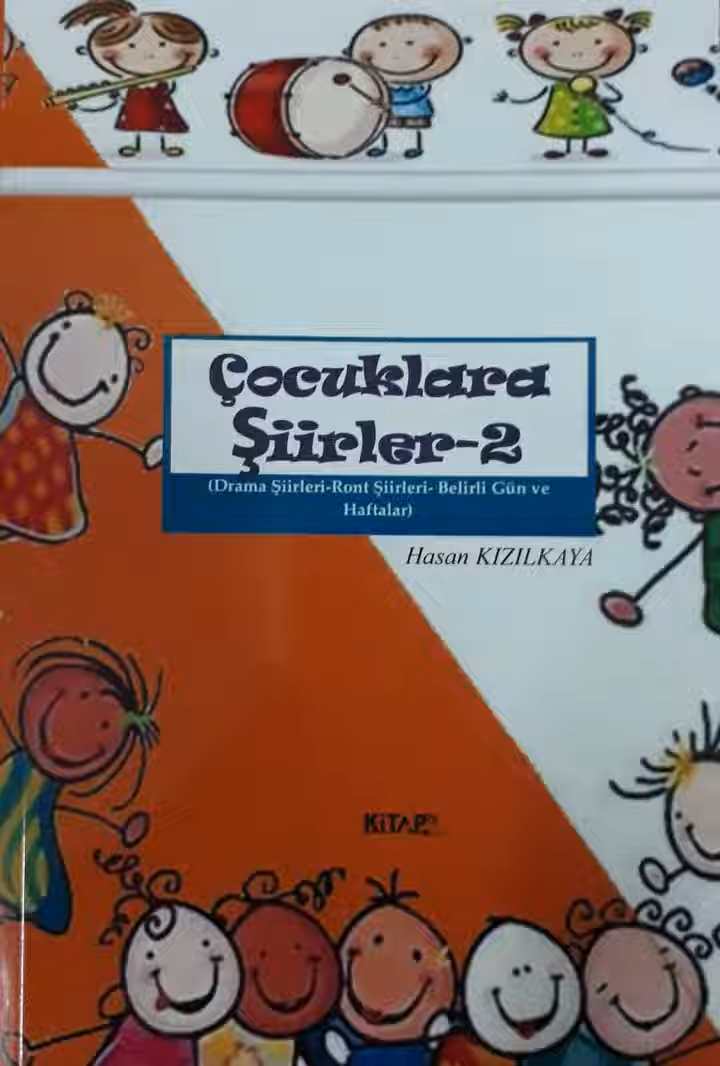 Çocuklara
Şiirler-2
(Drama Şiirleri-Ront Şiirleri- Belirli Gün ve
Haftalar)
Hasan KIZILKAYA
KİTAP